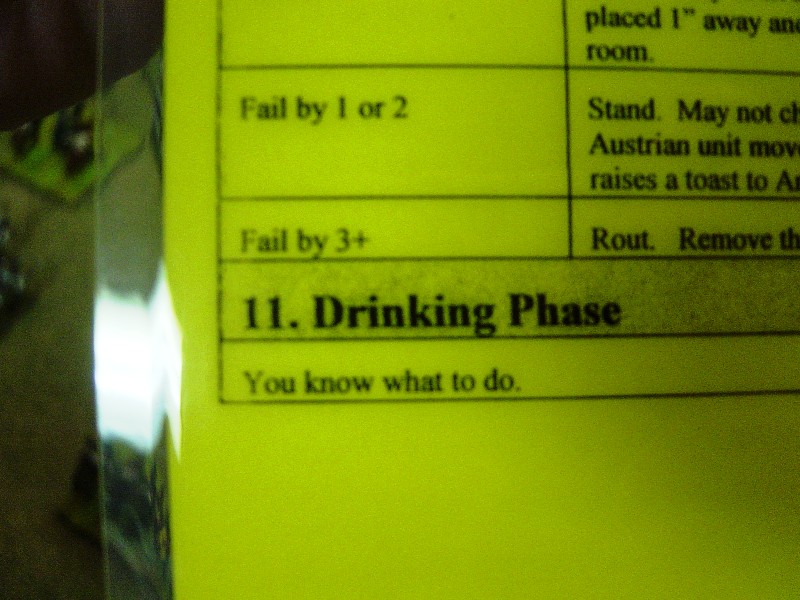 placed 1" away and
room.
Fail by 1 or 2
Stand. May not ch
Austrian unit mov
raises a toast to A
Fail by 3+
Rout. Remove th
11. Drinking Phase
You know what to do.